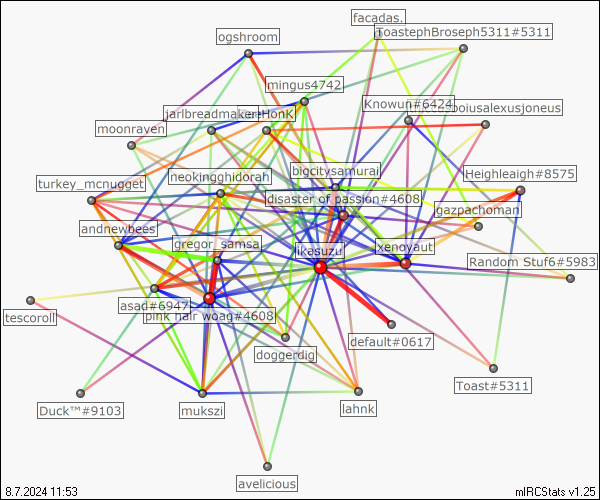 facadas.
ToastephBroseph5311#5311
ogshroom
mingus4742
Knowun#6424
jarlbreadmaker
moonraven
Heighleaigh#8575
bigcitysamurai
neokingghidorah
turkey_mcnugget
disaster of passion#4608
gazpachoman
andnewbees
gregor_samsa
likasuzu
xenoyaut
Random Stuf6#5983
asad#6947
pink hair woag#4608
tescoroll
default#0617
doggerdig
Toast#5311
Duck™#9103
mukszi
lahnk
avelicious
8.7.2024 11:53
mIRCStats v1.25